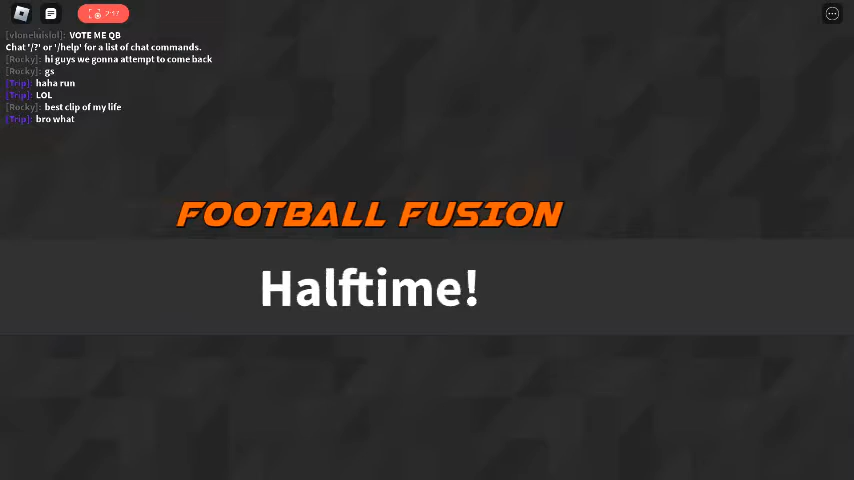 [vloneluislol]: VOTE ME QB
Chat '/?' or '/help' for a list of chat commands.
[Rocky]: hi guys we gonna attempt to come back
[Rocky]: gs
[Trip]: haha run
[Trip]: LOL
[Rocky]: best clip of my life
[Trip]: bro what
FOOTBALL FUSION
Halftime!